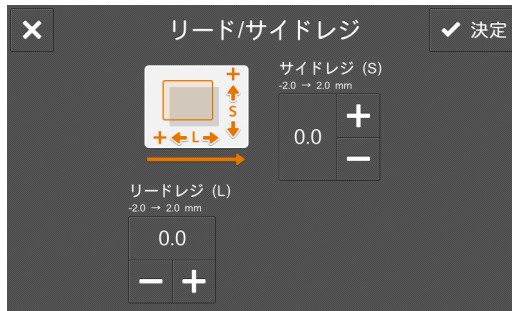 リード/サイドレジ
決定
サイドレジ (S)
-2.0 → 2.0 mm
0.0
S
L
リードレジ (L)
-2.0 → 2.0 mm
0.0